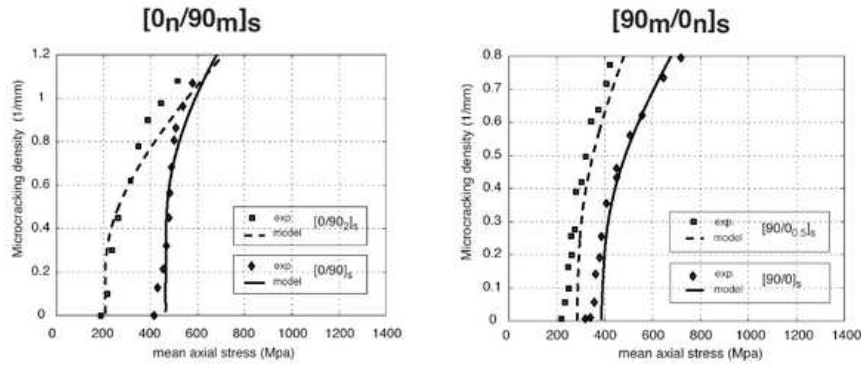 [0n/90m]s
[90m/0n]s
Microcracking density (1/mm)
1.2
1
0.8
0.6
0.4
0.2
0
0 200 400 600 800 1000 1200 1400
mean axial stress (Mpa)
exp. [0/90₂]s
model
exp. [0/90]s
model
Microcracking density (1/mm)
0.8
0.7
0.6
0.5
0.4
0.3
0.2
0.1
0
0 200 400 600 800 1000 1200 1400
mean axial stress (Mpa)
exp. [90/0₀.₅]s
model
exp. [90/0]s
model